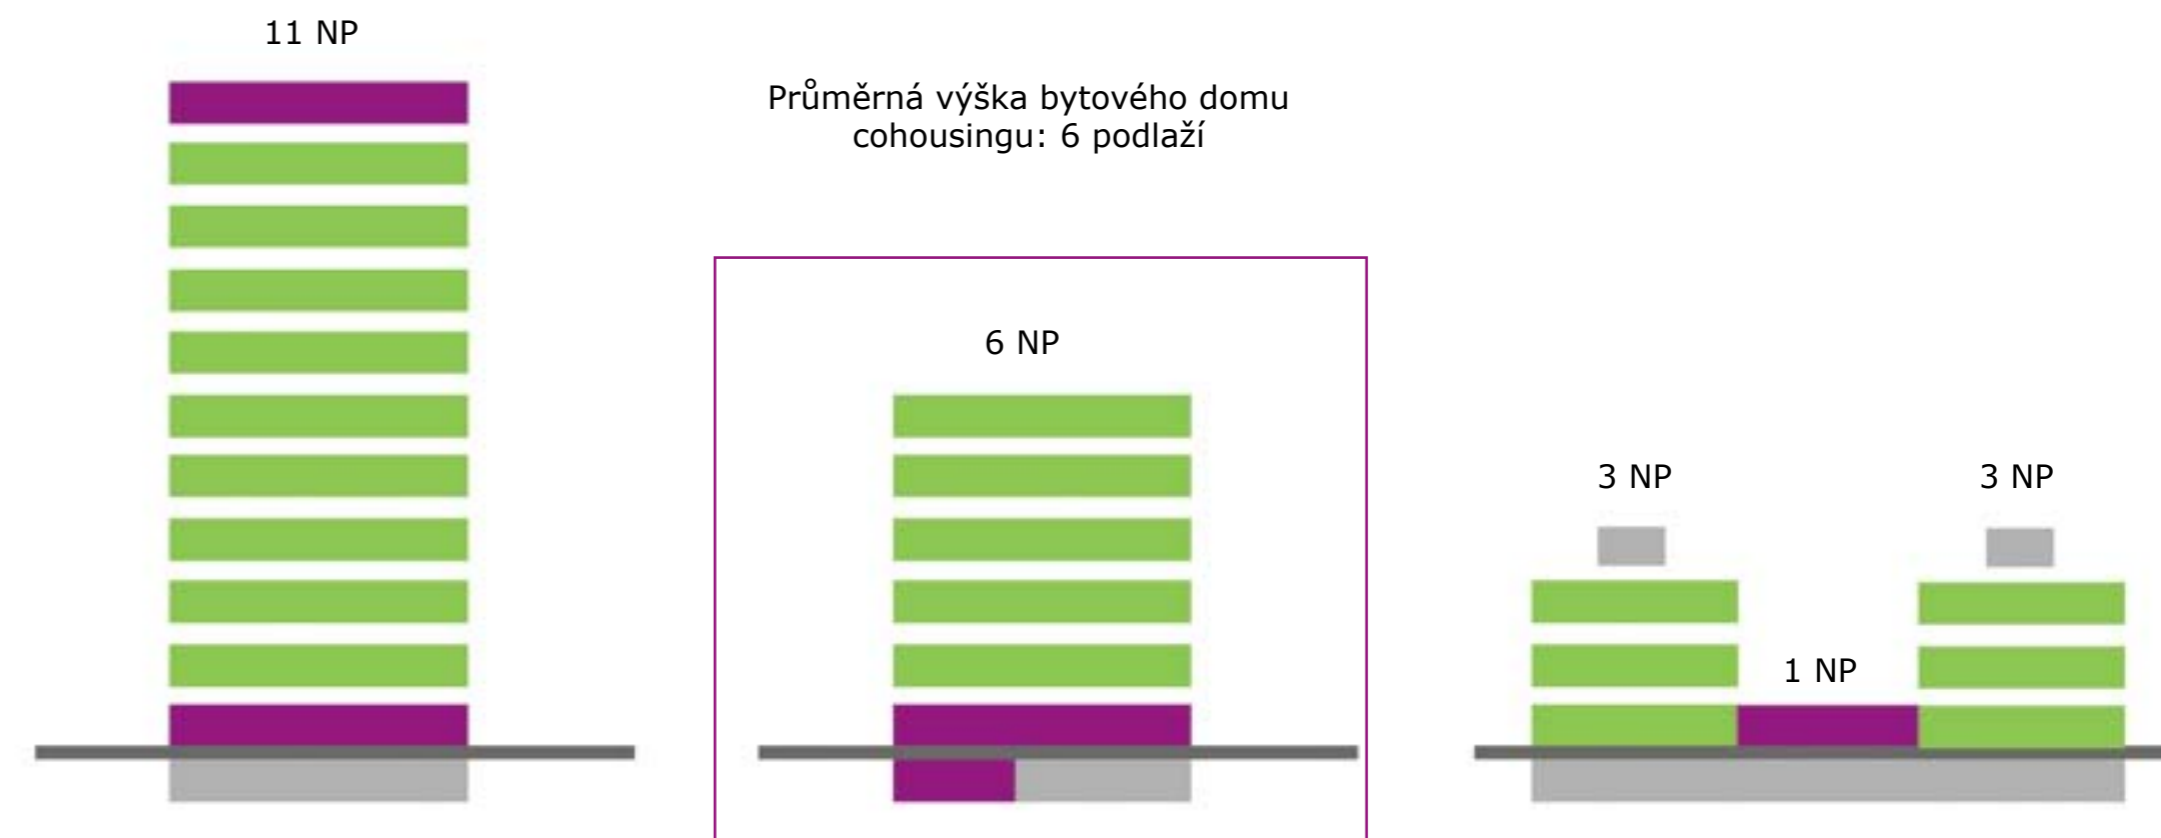 11 NP
Průměrná výška bytového domu
cohousingu: 6 podlaží
6 NP
3 NP
3 NP
1 NP